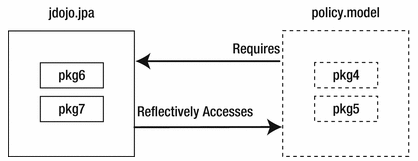 jdojo.jpa
policy.model
Requires
pkg6
pkg4
pkg7
pkg5
Reflectively Accesses